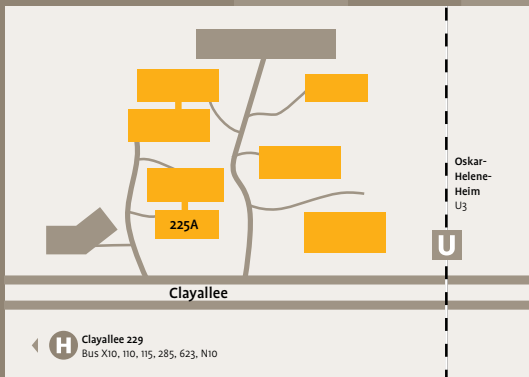 225A
Oskar-
Helene-
Heim
U3
U
Clayallee
H
Clayallee 229
Bus X10, 110, 115, 285, 623, N10